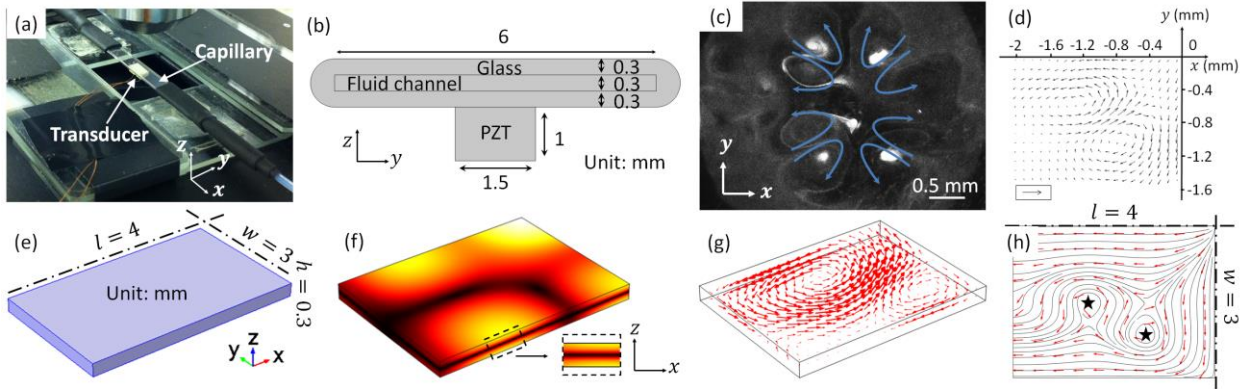 (a)
Capillary
Transducer
z
y
x
(b)
6
Glass
0.3
Fluid channel
0.3
0.3
PZT
1
z
y
Unit: mm
1.5
(c)
y
x
0.5 mm
(d)
y (mm)
-2 -1.6 -1.2 -0.8 -0.4 0
x (mm)
-0.4
-0.8
-1.2
-1.6
(e)
l = 4
w = 3
h = 0.3
Unit: mm
z
y
x
(f)
z
x
(g)
l = 4
(h)
w = 3